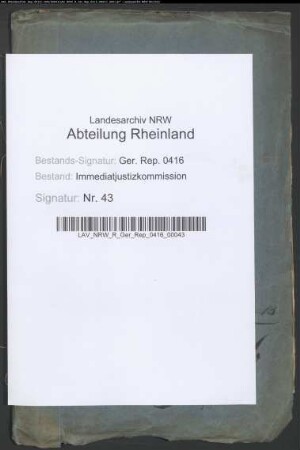 Landesarchiv NRW
Abteilung Rheinland
Bestands-Signatur: Ger. Rep. 0416
Bestand: Immediatjustizkommission
Signatur: Nr. 43
LAV_NRW_R_Ger_Rep_0416_00043